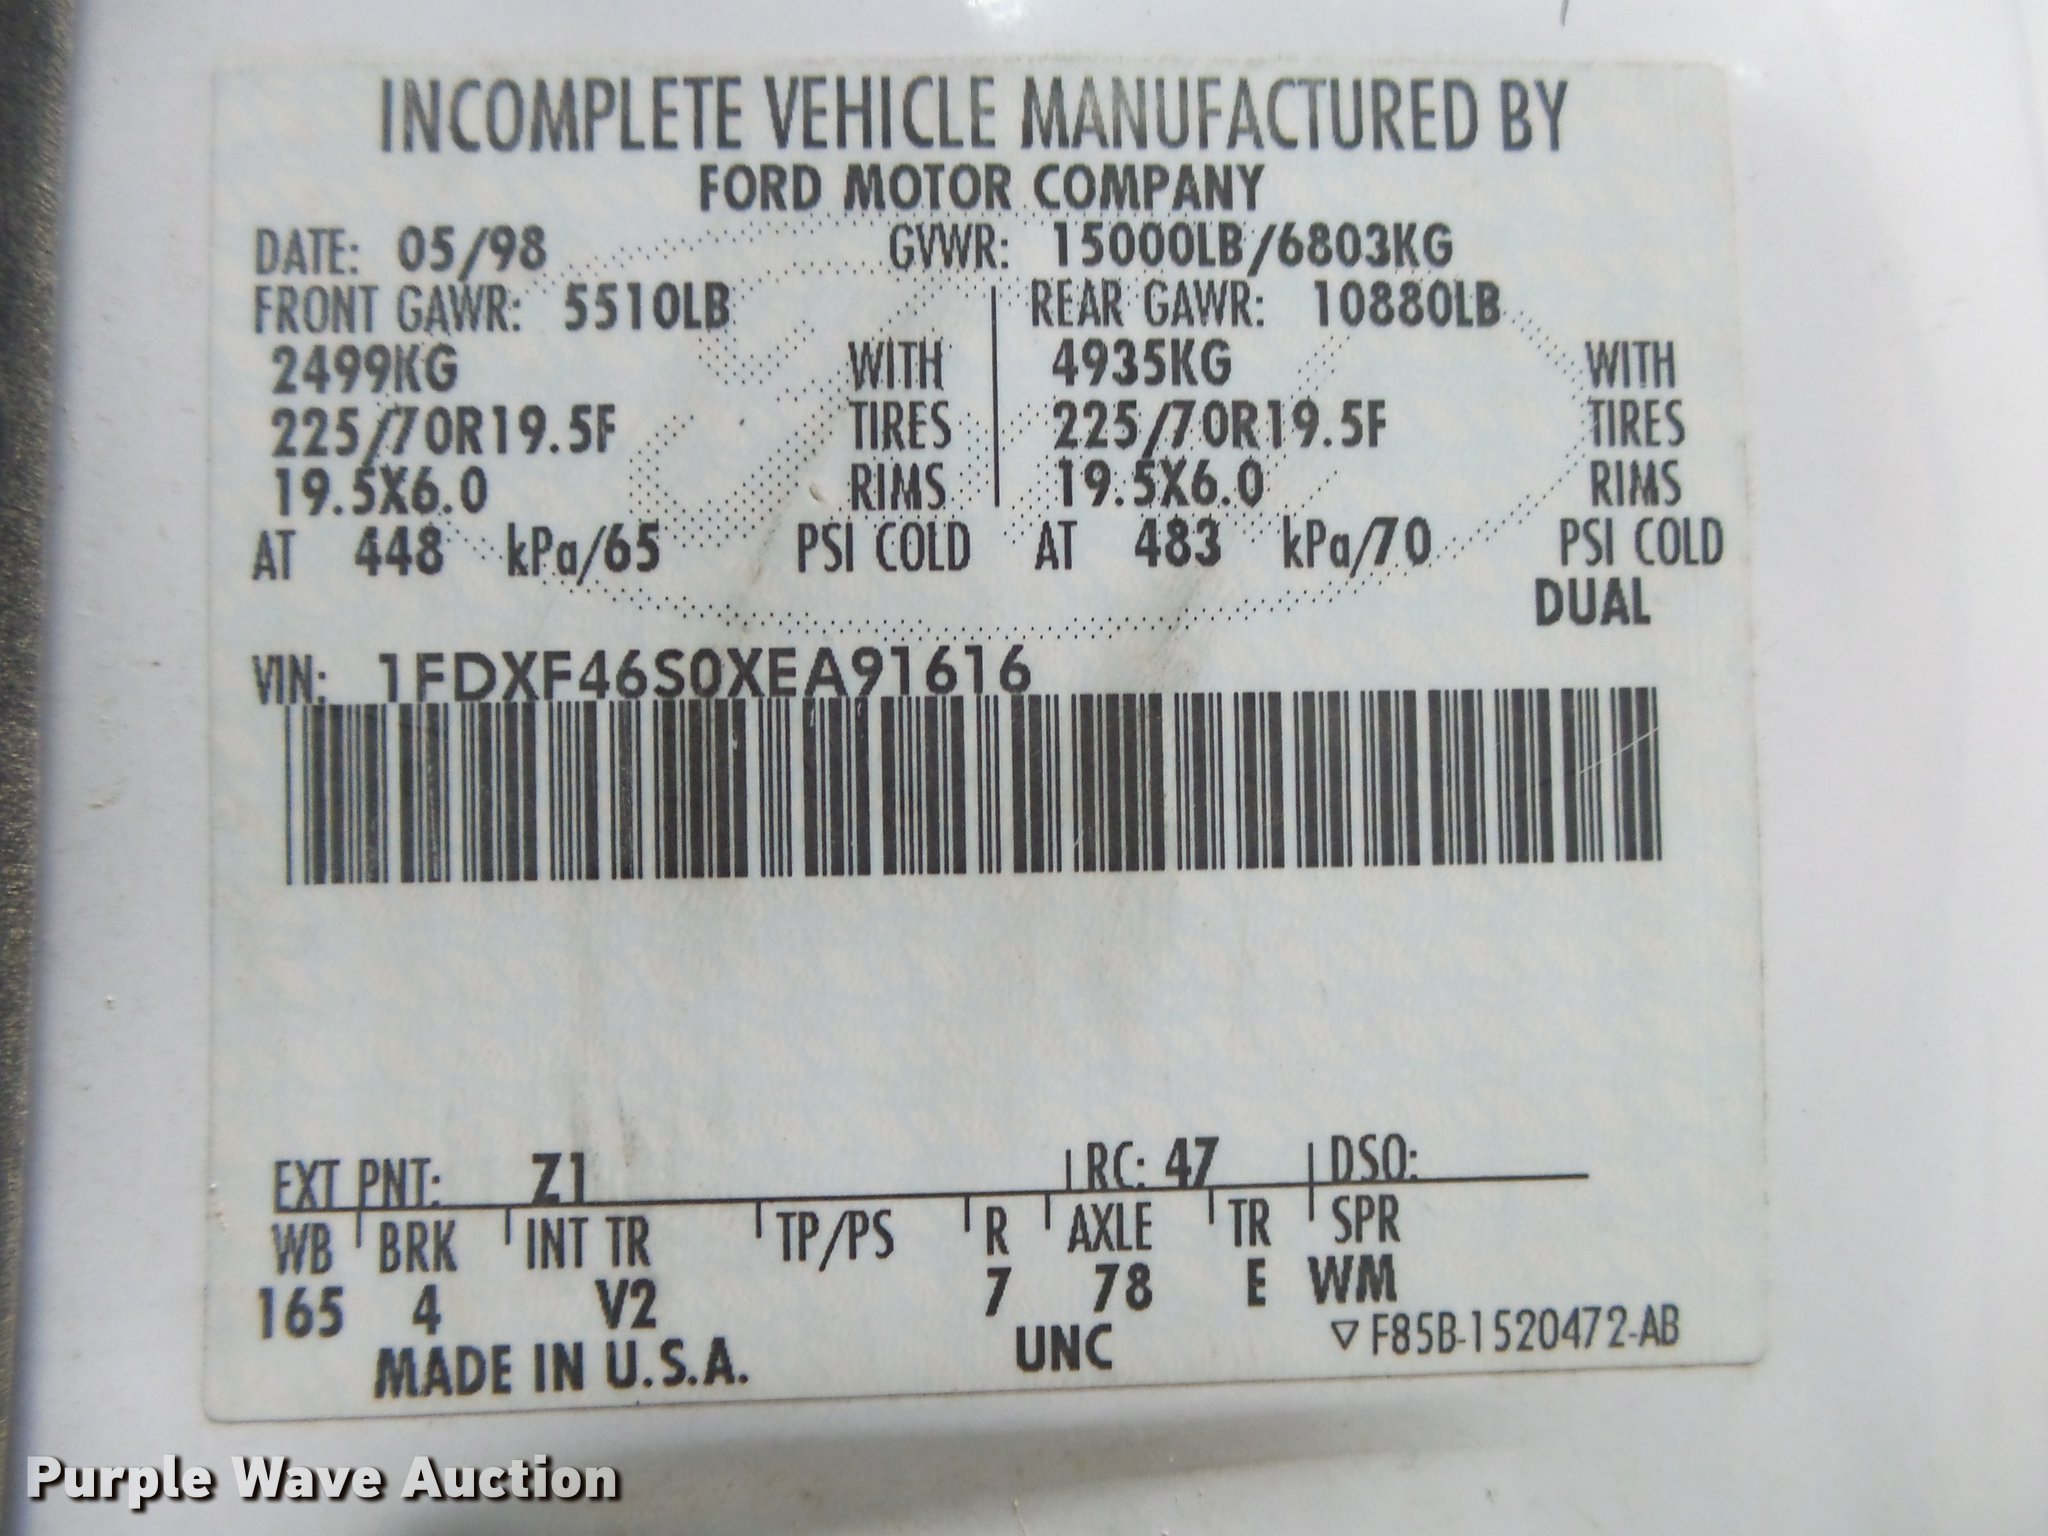 INCOMPLETE VEHICLE MANUFACTURED BY
FORD MOTOR COMPANY
DATE: 05/98 GVWR: 15000LB/6803KG
FRONT GAWR: 5510LB REAR GAWR: 10880LB
2499KG WITH 4935KG WITH
225/70R19.5F TIRES 225/70R19.5F TIRES
19.5X6.0 RIMS 19.5X6.0 RIMS
AT 448 kPa/65 PSI COLD AT 483 kPa/70 PSI COLD
DUAL
VIN: 1FDXF46S0XEA91616
EXT PNT: Z1 RC: 47 DSO:
WB BRK INT TR TP/PS R AXLE TR SPR
165 4 V2 7 78 E WM
MADE IN U.S.A. UNC ▽F85B-1520472-AB
Purple Wave Auction